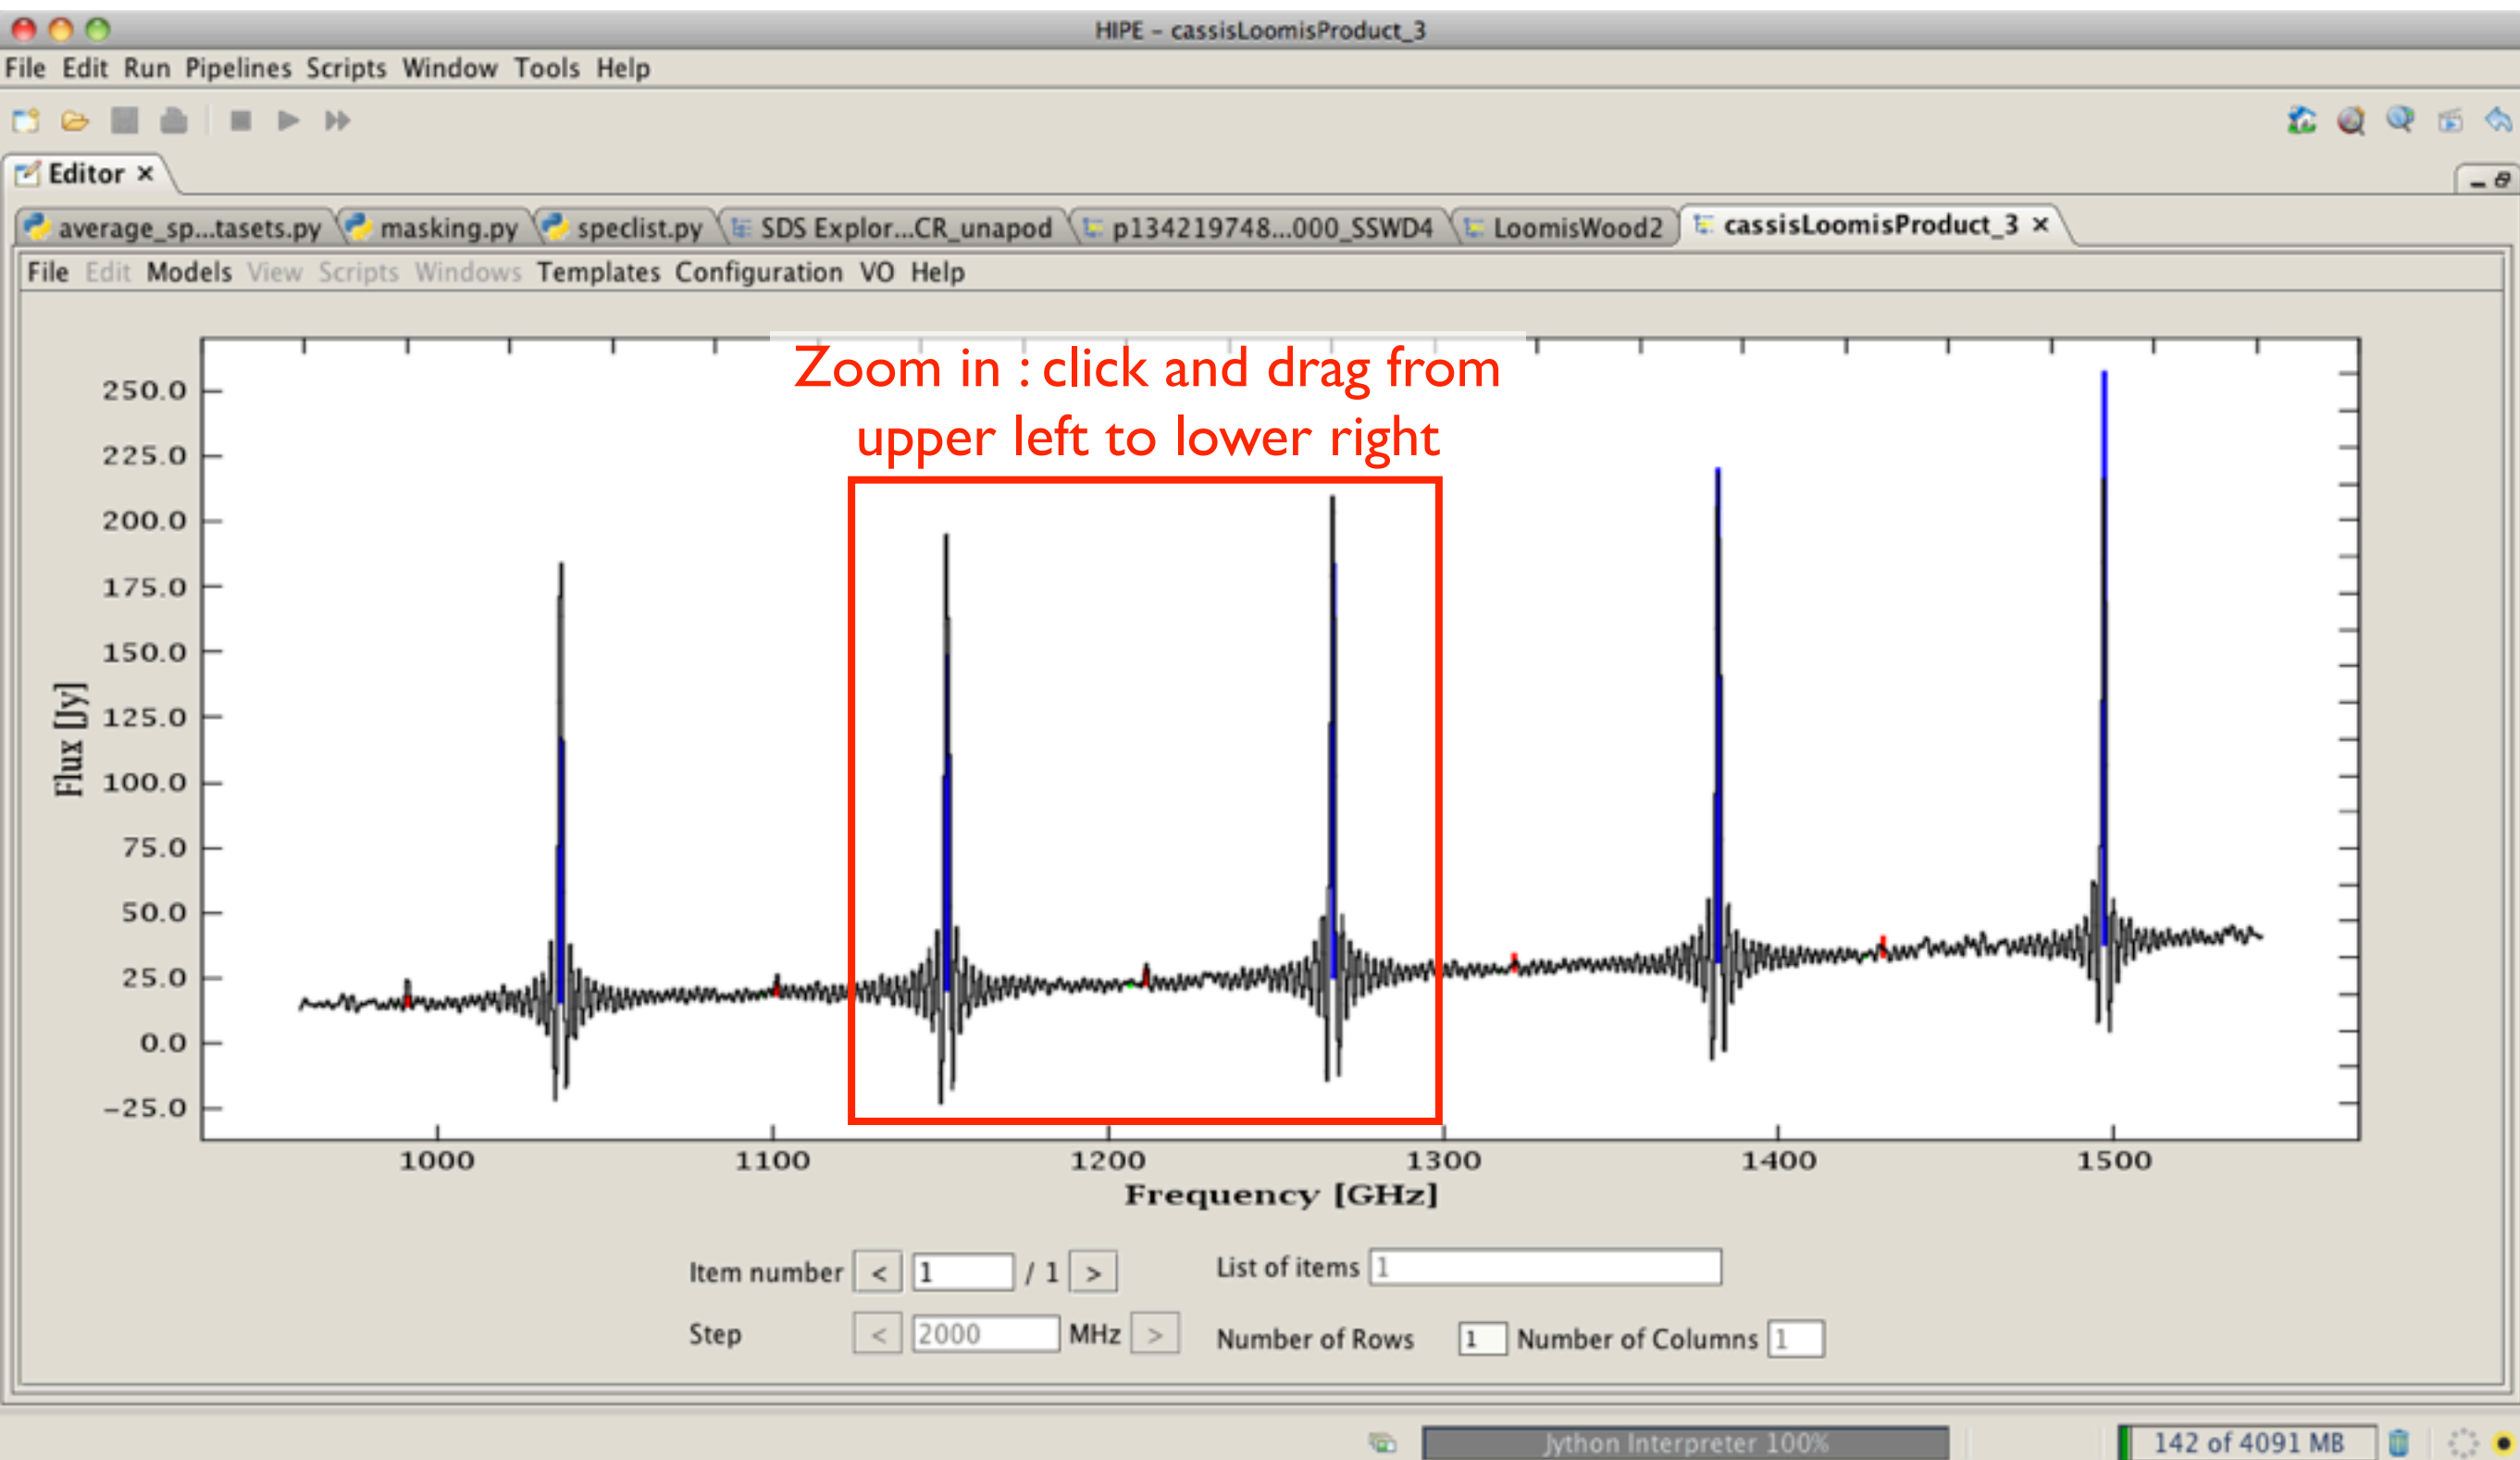 HIPE - cassisLoomisProduct_3
File Edit Run Pipelines Scripts Window Tools Help
Editor ×
average_sp...tasets.py masking.py speclist.py SDS Explor...CR_unapod p134219748...000_SSWD4 LoomisWood2 cassisLoomisProduct_3 ×
File Edit Models View Scripts Windows Templates Configuration VO Help
Zoom in : click and drag from
upper left to lower right
250.0
225.0
200.0
175.0
150.0
125.0
100.0
75.0
50.0
25.0
0.0
-25.0
Flux [Jy]
1000 1100 1200 1300 1400 1500
Frequency [GHz]
Item number < 1 / 1 > List of items 1
Step < 2000 MHz > Number of Rows 1 Number of Columns 1
Jython Interpreter 100% 142 of 4091 MB